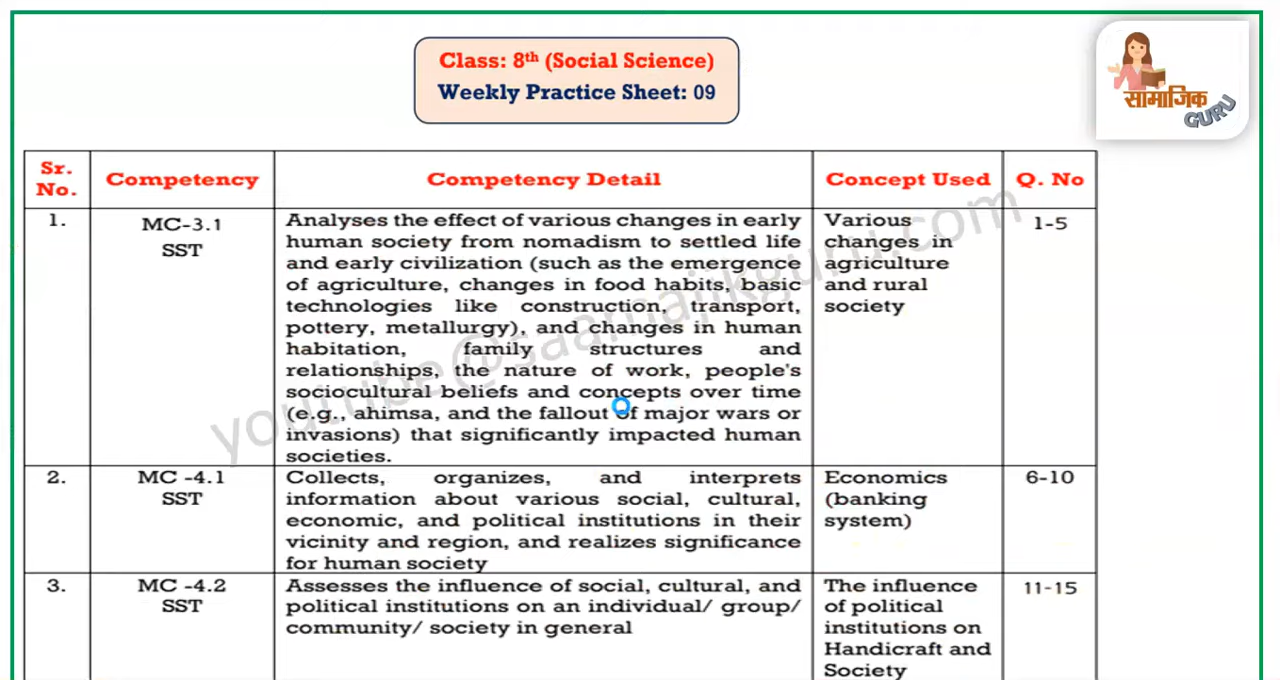 Class: 8th (Social Science)
Weekly Practice Sheet: 09
सामाजिक
GURU
Sr. No.
Competency
Competency Detail
Concept Used
Q. No
1.
MC-3.1
SST
Analyses the effect of various changes in early
human society from nomadism to settled life
and early civilization (such as the emergence
of agriculture, changes in food habits, basic
technologies like construction, transport,
pottery, metallurgy), and changes in human
habitation, family structures and
relationships, the nature of work, people's
sociocultural beliefs and concepts over time
(e.g., ahimsa, and the fallout of major wars or
invasions) that significantly impacted human
societies.
Various
changes in
agriculture
and rural
society
1-5
2.
MC -4.1
SST
Collects, organizes, and interprets
information about various social, cultural,
economic, and political institutions in their
vicinity and region, and realizes significance
for human society
Economics
(banking
system)
6-10
3.
MC -4.2
SST
Assesses the influence of social, cultural, and
political institutions on an individual/ group/
community/ society in general
The influence
of political
institutions on
Handicraft and
Society
11-15
youtube@saamajikguru.com